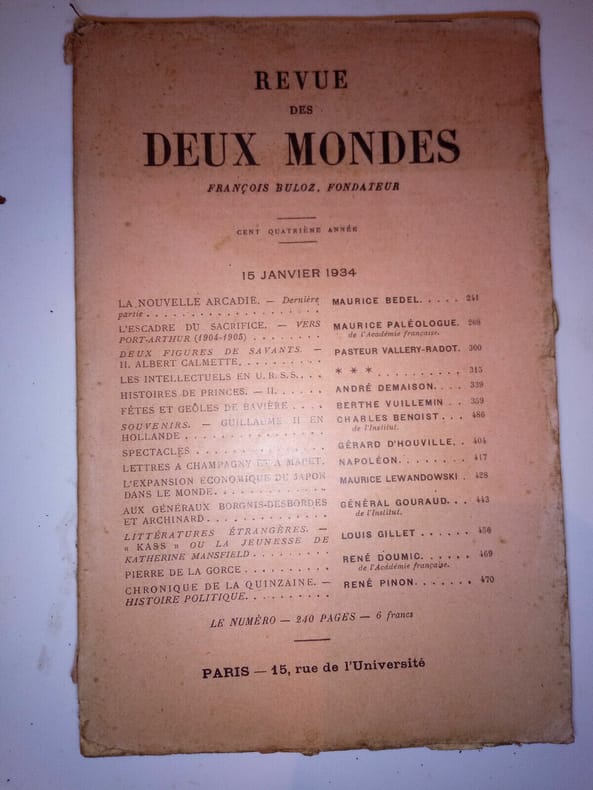 REVUE
DES
DEUX MONDES
FRANÇOIS BULOZ, FONDATEUR
CENT QUATRIÈME ANNÉE
15 JANVIER 1934
LA NOUVELLE ARCADIE. — Dernière partie . . . . . . . . . . . . . . . . . MAURICE BEDEL. . . . . 241
L'ESCADRE DU SACRIFICE. — VERS PORT-ARTHUR (1904-1905) . . . . . . . . MAURICE PALÉOLOGUE. 268
de l'Académie française.
DEUX FIGURES DE SAVANTS. — II. ALBERT CALMETTE. . . . . . . . . PASTEUR VALLERY-RADOT. 300
LES INTELLECTUELS EN U. R. S. S. . . . * * * . . . . . . . . . . 315
HISTOIRES DE PRINCES. — II. . . . . . ANDRÉ DEMAISON. . . . 339
FÊTES ET GEÔLES DE BAVIÈRE . . . . BERTHE VUILLEMIN . . . 359
SOUVENIRS. — GUILLAUME II EN HOLLANDE . . . . . . . . . . . . . . CHARLES BENOIST . . . 486
de l'Institut.
SPECTACLES . . . . . . . . . . . . . GÉRARD D'HOUVILLE. . 404
LETTRES A CHAMPAGNY ET A MARET. NAPOLÉON. . . . . . . . 417
L'EXPANSION ÉCONOMIQUE DU JAPON DANS LE MONDE. . . . . . . . . . . MAURICE LEWANDOWSKI . 428
AUX GÉNÉRAUX BORGNIS-DESBORDES ET ARCHINARD . . . . . . . . . . . . GÉNÉRAL GOURAUD. . . 443
de l'Institut.
LITTÉRATURES ÉTRANGÈRES. — « KASS » OU LA JEUNESSE DE KATHERINE MANSFIELD . . . . . . . . LOUIS GILLET . . . . . . 456
PIERRE DE LA GORCE . . . . . . . . . RENÉ DOUMIC. . . . . . 469
de l'Académie française.
CHRONIQUE DE LA QUINZAINE. — HISTOIRE POLITIQUE. . . . . . . . . . RENÉ PINON. . . . . . . 470
LE NUMÉRO — 240 PAGES — 6 francs
PARIS — 15, rue de l'Université